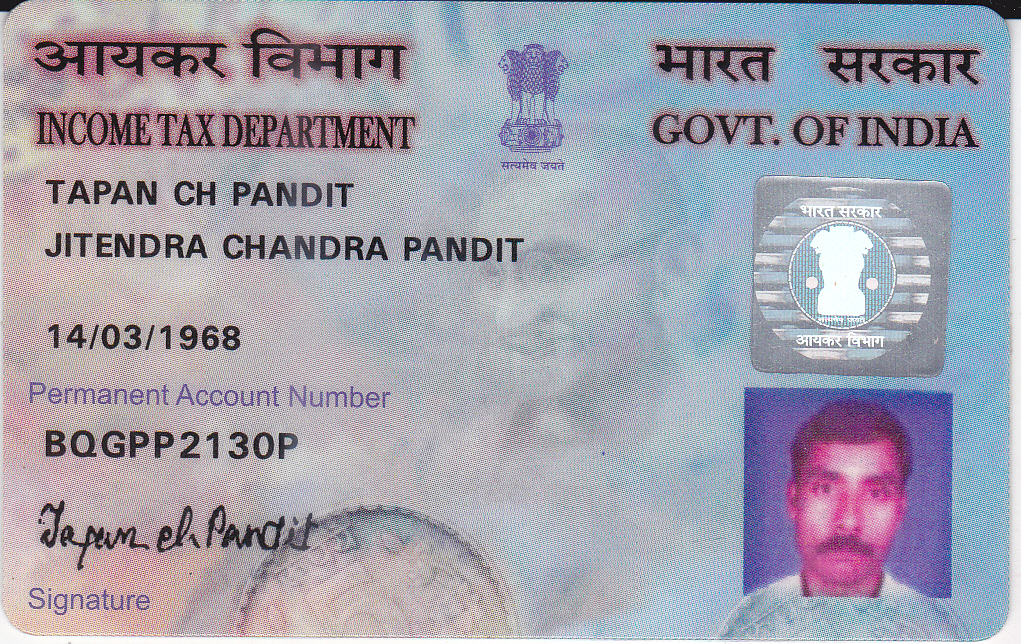 आयकर विभाग
INCOME TAX DEPARTMENT
सत्यमेव जयते
भारत सरकार
GOVT. OF INDIA
TAPAN CH PANDIT
JITENDRA CHANDRA PANDIT
14/03/1968
Permanent Account Number
BQGPP2130P
Tapan ch Pandit
Signature
भारत सरकार
आयकर विभाग